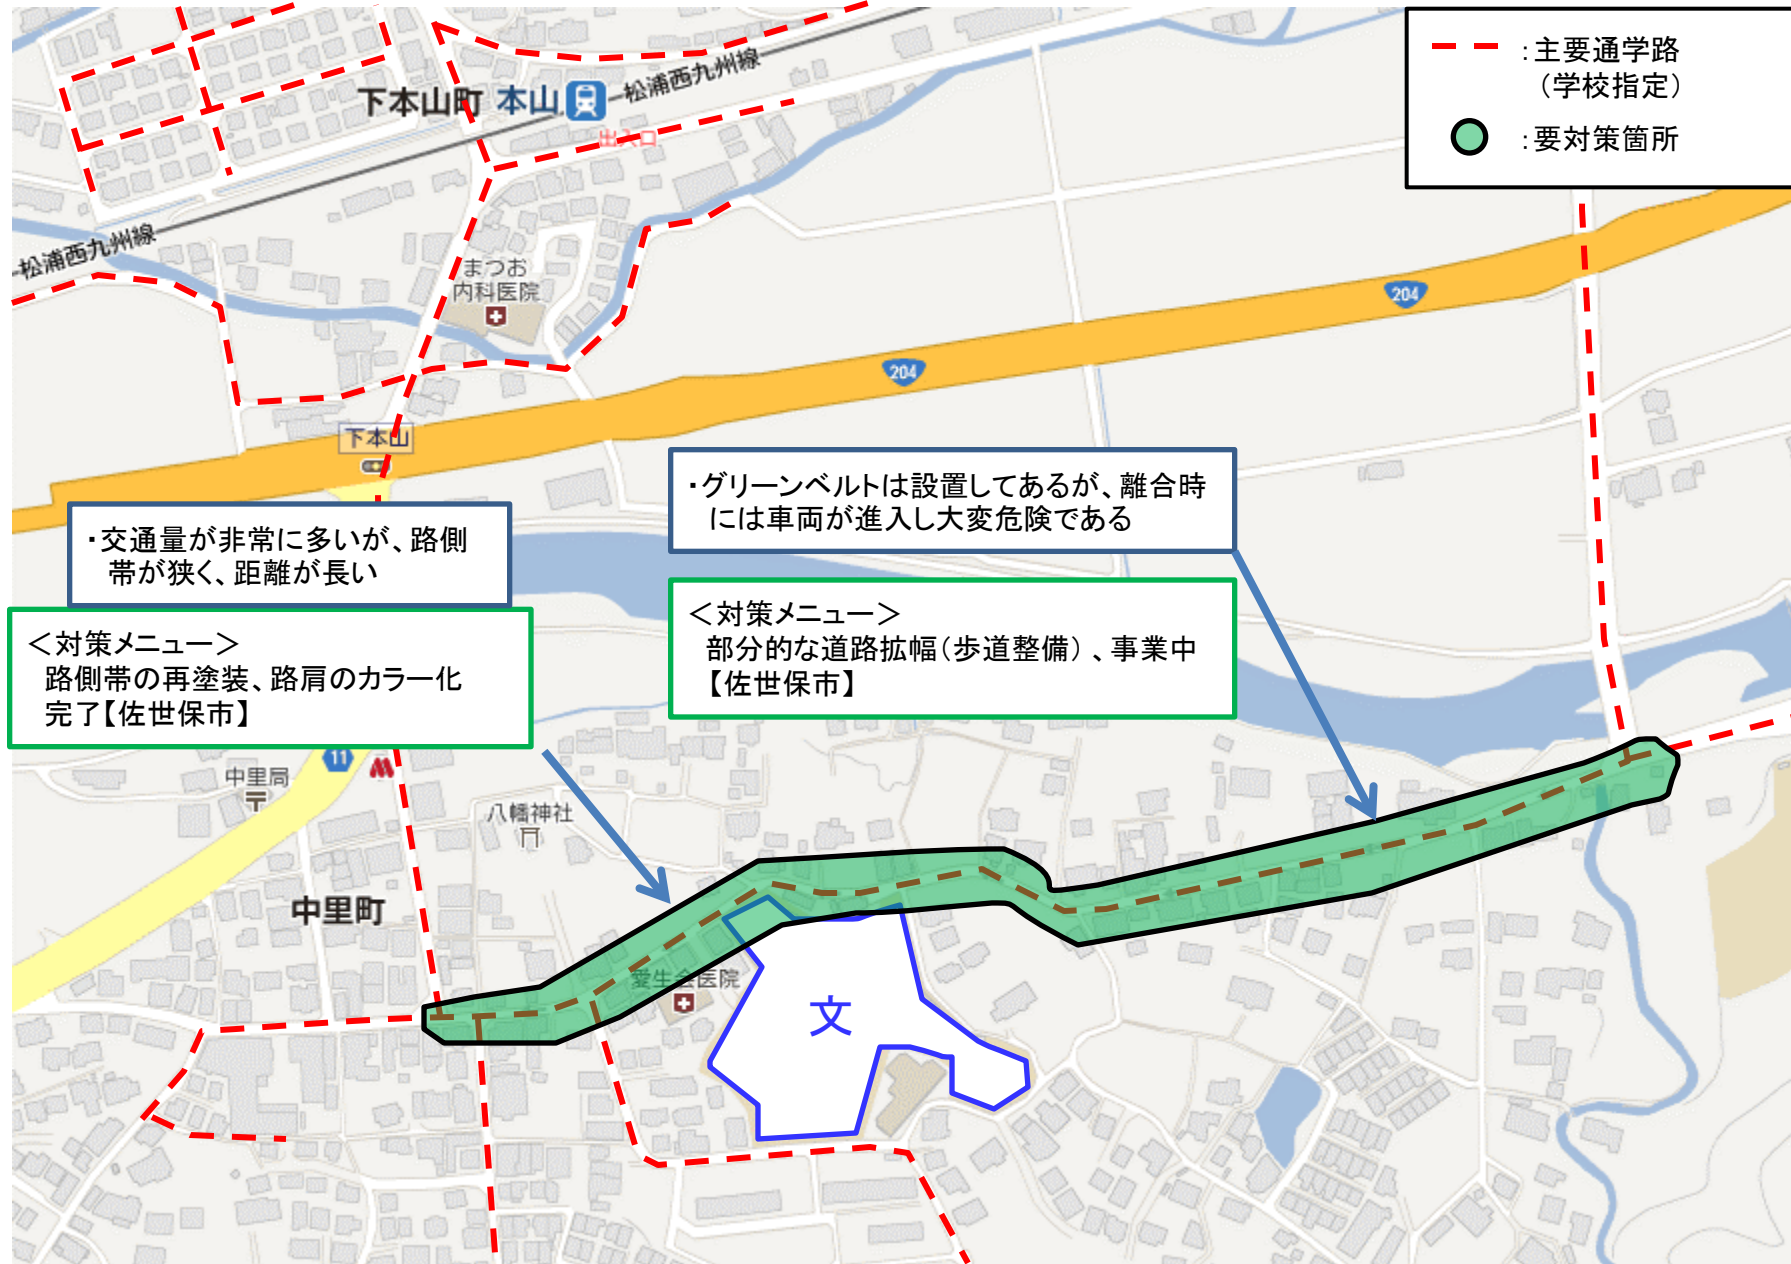 :主要通学路
(学校指定)
:要対策箇所
下本山町
本山
松浦西九州線
出入口
松浦西九州線
まつお
内科医院
204
204
下本山
・グリーンベルトは設置してあるが、離合時
には車両が進入し大変危険である
・交通量が非常に多いが、路側
帯が狭く、距離が長い
<対策メニュー>
部分的な道路拡幅(歩道整備)、事業中
【佐世保市】
<対策メニュー>
路側帯の再塗装、路肩のカラー化
完了【佐世保市】
11
中里局
八幡神社
中里町
愛生会医院
文